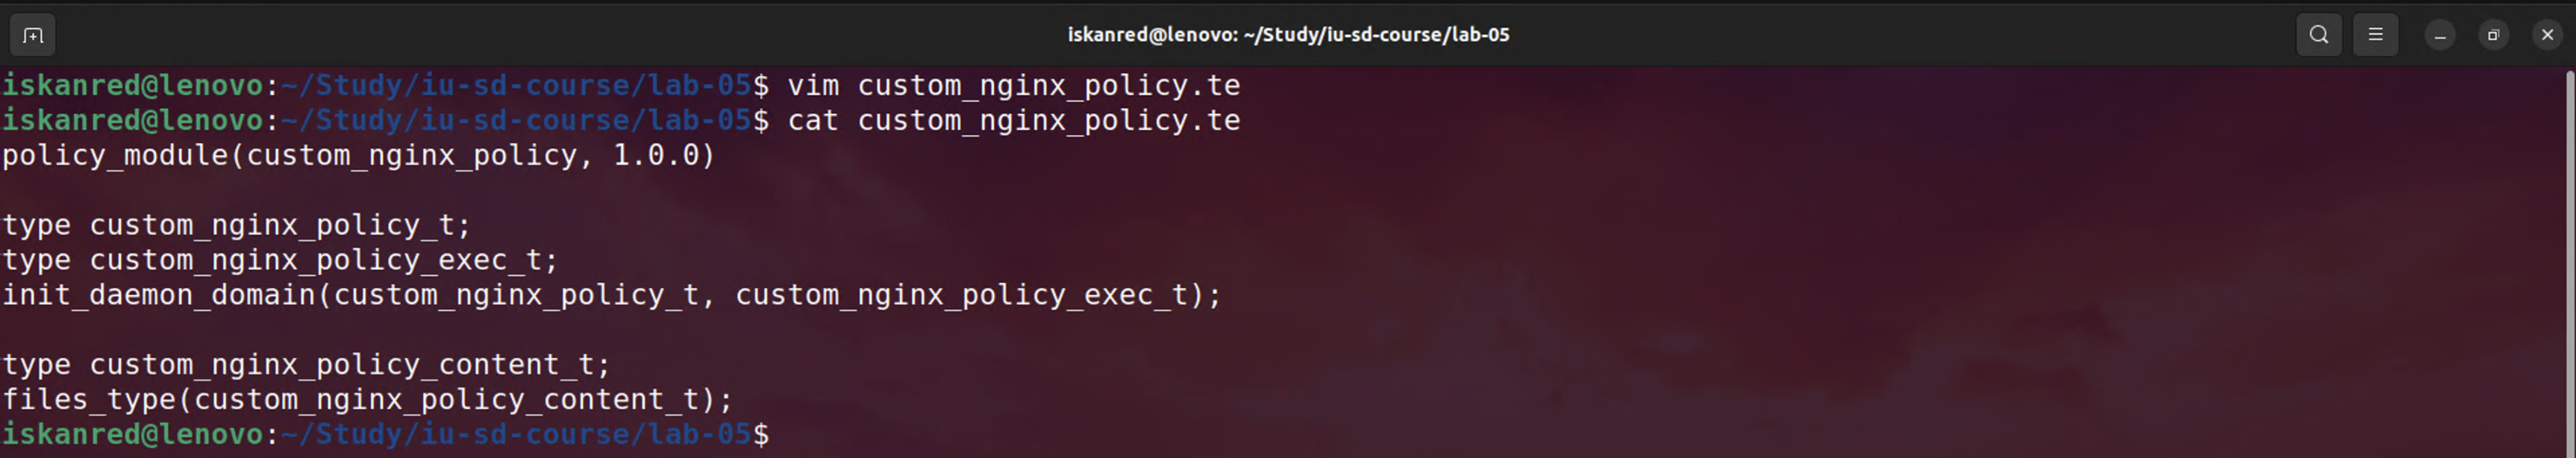 iskanred@lenovo: ~/Study/iu-sd-course/lab-05
iskanred@lenovo:~/Study/iu-sd-course/lab-05$ vim custom_nginx_policy.te
iskanred@lenovo:~/Study/iu-sd-course/lab-05$ cat custom_nginx_policy.te
policy_module(custom_nginx_policy, 1.0.0)
type custom_nginx_policy_t;
type custom_nginx_policy_exec_t;
init_daemon_domain(custom_nginx_policy_t, custom_nginx_policy_exec_t);
type custom_nginx_policy_content_t;
files_type(custom_nginx_policy_content_t);
iskanred@lenovo:~/Study/iu-sd-course/lab-05$